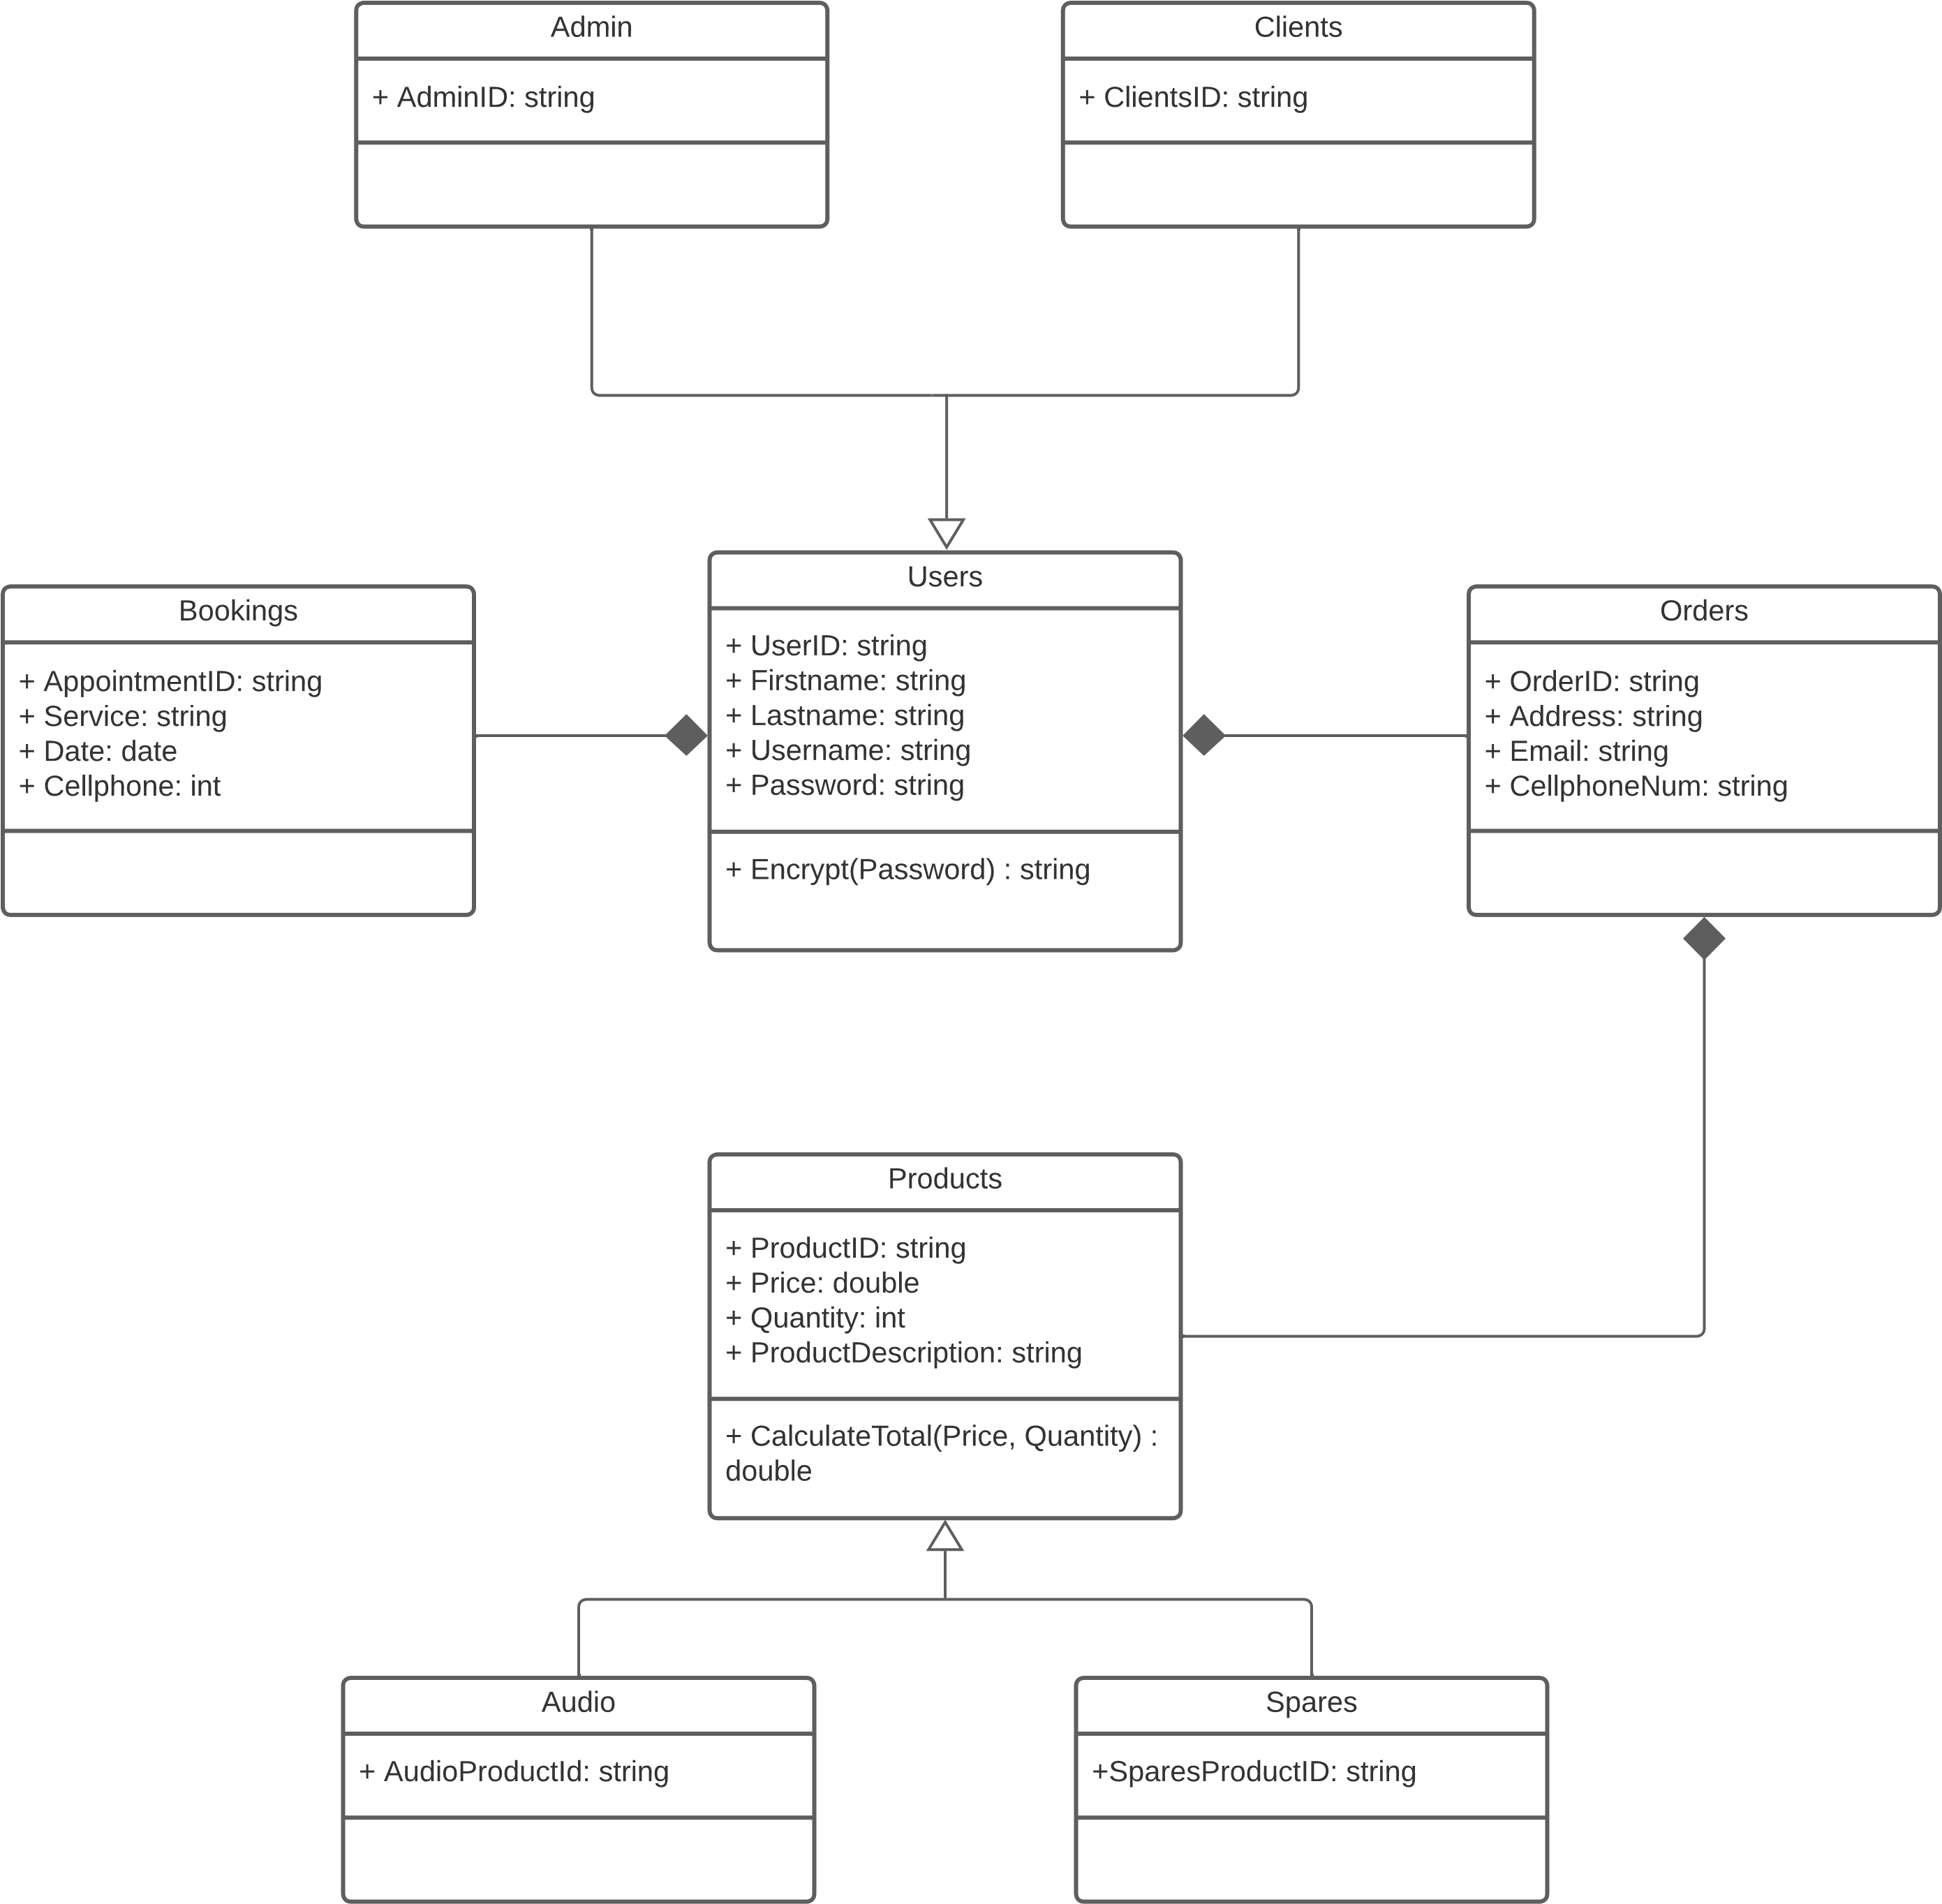 Admin
+ AdminID: string
Clients
+ ClientsID: string
Users
+ UserID: string
+ Firstname: string
+ Lastname: string
+ Username: string
+ Password: string
+ Encrypt(Password) : string
Bookings
+ AppointmentID: string
+ Service: string
+ Date: date
+ Cellphone: int
Orders
+ OrderID: string
+ Address: string
+ Email: string
+ CellphoneNum: string
Products
+ ProductID: string
+ Price: double
+ Quantity: int
+ ProductDescription: string
+ CalculateTotal(Price, Quantity) :
double
Audio
+ AudioProductId: string
Spares
+SparesProductID: string